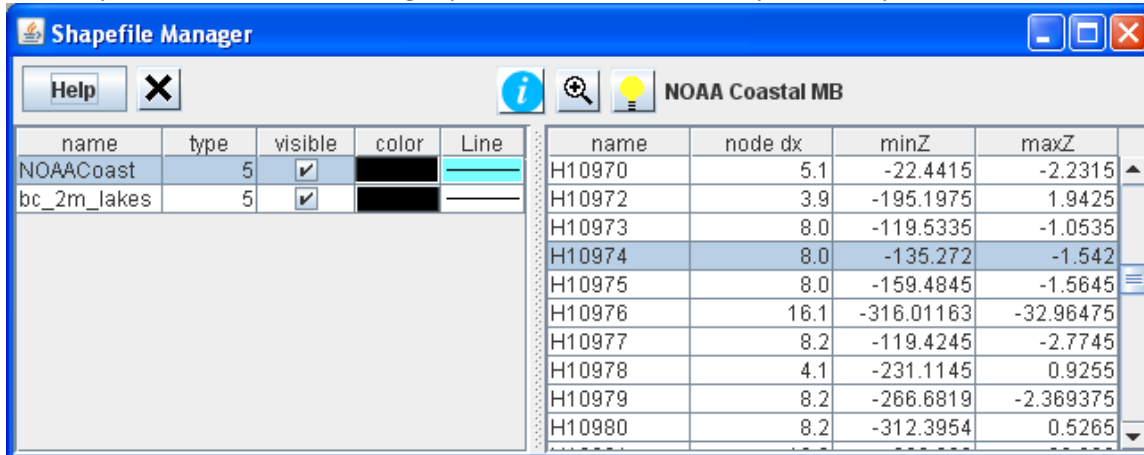 Shapefile Manager
Help
NOAA Coastal MB
name type visible color Line
NOAACoast 5
bc_2m_lakes 5
name node dx minZ maxZ
H10970 5.1 -22.4415 -2.2315
H10972 3.9 -195.1975 1.9425
H10973 8.0 -119.5335 -1.0535
H10974 8.0 -135.272 -1.542
H10975 8.0 -159.4845 -1.5645
H10976 16.1 -316.01163 -32.96475
H10977 8.2 -119.4245 -2.7745
H10978 4.1 -231.1145 0.9255
H10979 8.2 -266.6819 -2.369375
H10980 8.2 -312.3954 0.5265